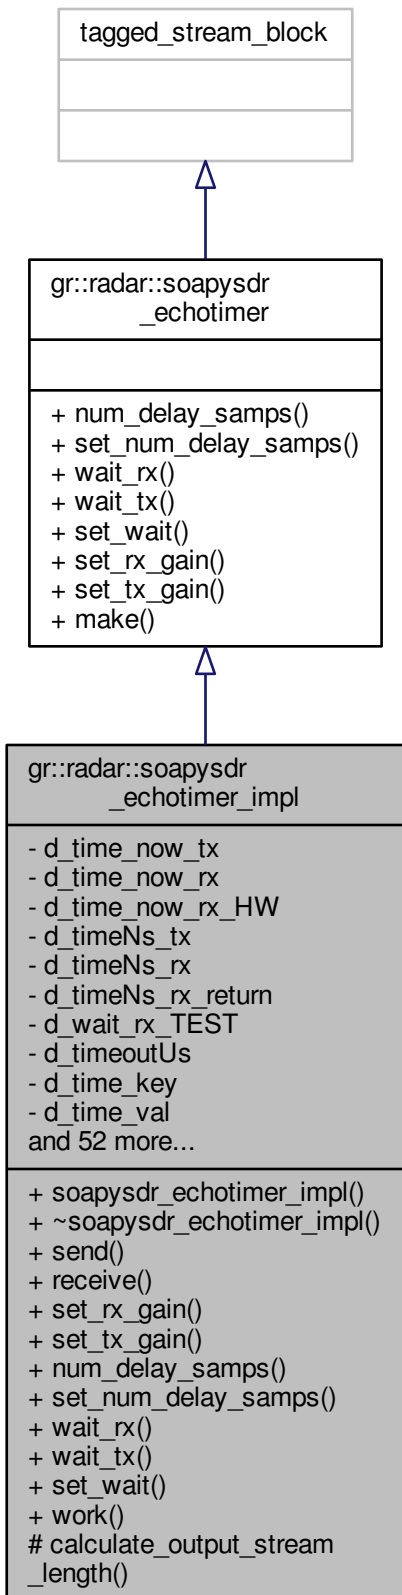 tagged_stream_block
gr::radar::soapysdr
_echotimer
+ num_delay_samps()
+ set_num_delay_samps()
+ wait_rx()
+ wait_tx()
+ set_wait()
+ set_rx_gain()
+ set_tx_gain()
+ make()
gr::radar::soapysdr
_echotimer_impl
- d_time_now_tx
- d_time_now_rx
- d_time_now_rx_HW
- d_timeNs_tx
- d_timeNs_rx
- d_timeNs_rx_return
- d_wait_rx_TEST
- d_timeoutUs
- d_time_key
- d_time_val
and 52 more...
+ soapysdr_echotimer_impl()
+ ~soapysdr_echotimer_impl()
+ send()
+ receive()
+ set_rx_gain()
+ set_tx_gain()
+ num_delay_samps()
+ set_num_delay_samps()
+ wait_rx()
+ wait_tx()
+ set_wait()
+ work()
# calculate_output_stream
_length()